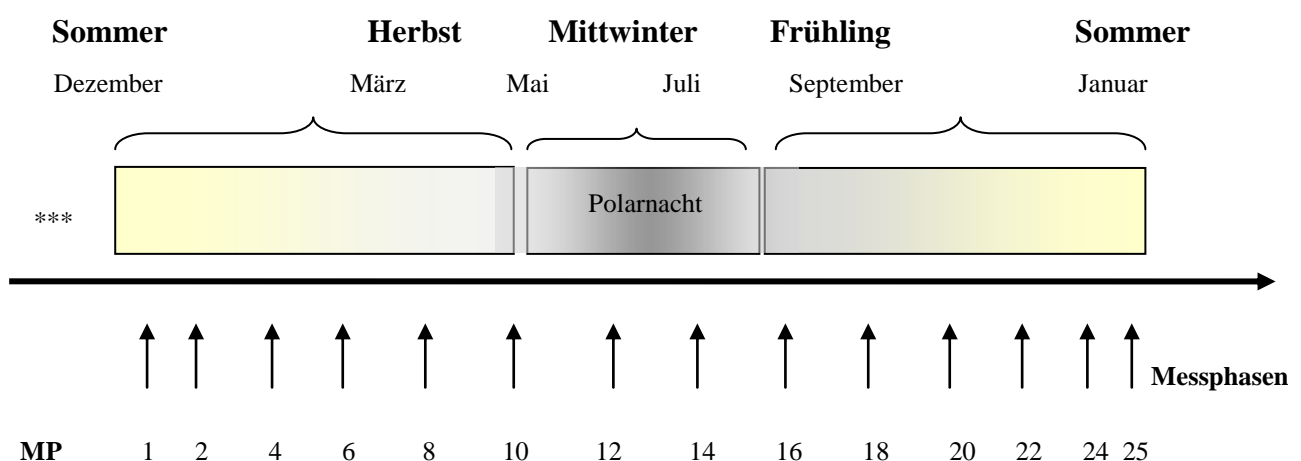 Sommer Herbst Mittwinter Frühling Sommer
Dezember März Mai Juli September Januar
Polarnacht
***
Messphasen
MP 1 2 4 6 8 10 12 14 16 18 20 22 24 25